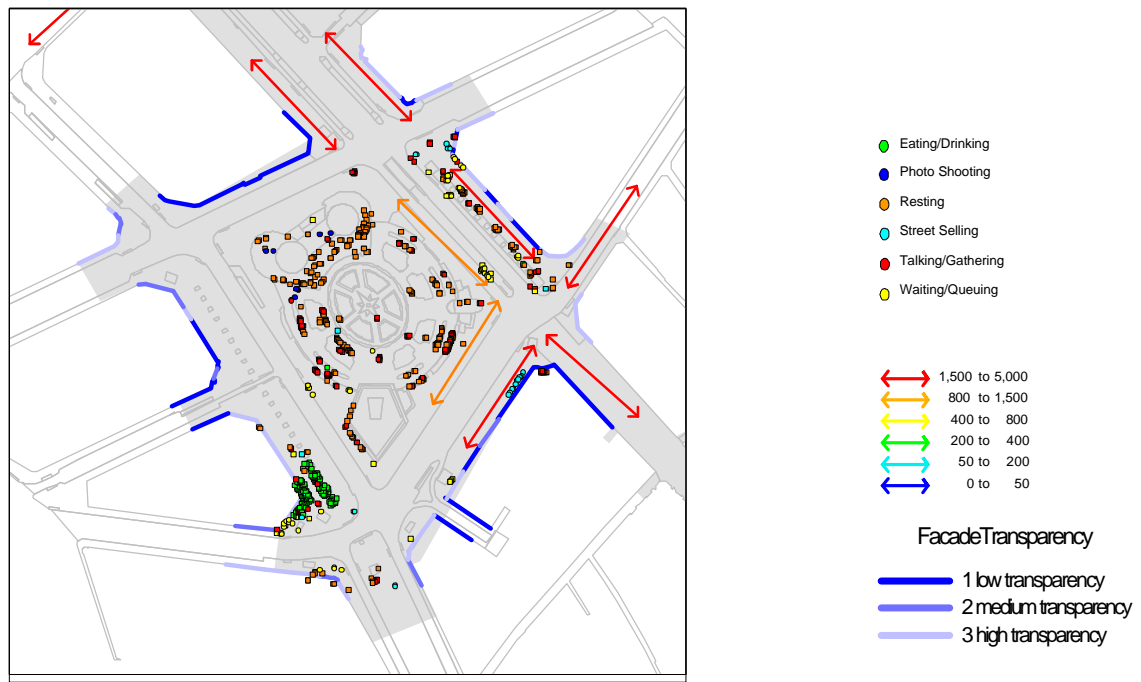 Eating/Drinking
Photo Shooting
Resting
Street Selling
Talking/Gathering
Waiting/Queuing
1,500 to 5,000
800 to 1,500
400 to 800
200 to 400
50 to 200
0 to 50
FacadeTransparency
1 low transparency
2 medium transparency
3 high transparency